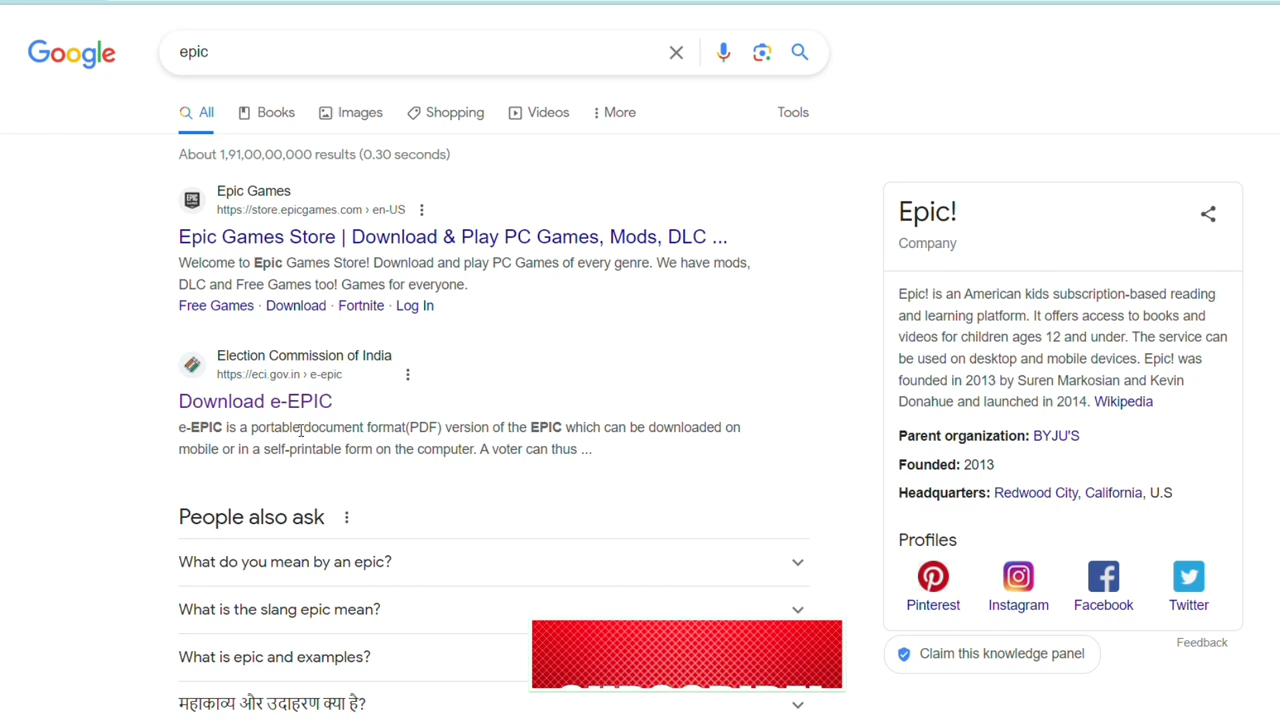 Google
epic
All
Books
Images
Shopping
Videos
More
Tools
About 1,91,00,00,000 results (0.30 seconds)
EPIC
Epic Games
https://store.epicgames.com › en-US
Epic Games Store | Download & Play PC Games, Mods, DLC ...
Welcome to Epic Games Store! Download and play PC Games of every genre. We have mods,
DLC and Free Games too! Games for everyone.
Free Games · Download · Fortnite · Log In
Election Commission of India
https://eci.gov.in › e-epic
Download e-EPIC
e-EPIC is a portable document format(PDF) version of the EPIC which can be downloaded on
mobile or in a self-printable form on the computer. A voter can thus ...
People also ask
What do you mean by an epic?
What is the slang epic mean?
What is epic and examples?
महाकाव्य और उदाहरण क्या है?
Epic!
Company
Epic! is an American kids subscription-based reading
and learning platform. It offers access to books and
videos for children ages 12 and under. The service can
be used on desktop and mobile devices. Epic! was
founded in 2013 by Suren Markosian and Kevin
Donahue and launched in 2014. Wikipedia
Parent organization: BYJU'S
Founded: 2013
Headquarters: Redwood City, California, U.S
Profiles
Pinterest
Instagram
Facebook
Twitter
Feedback
Claim this knowledge panel